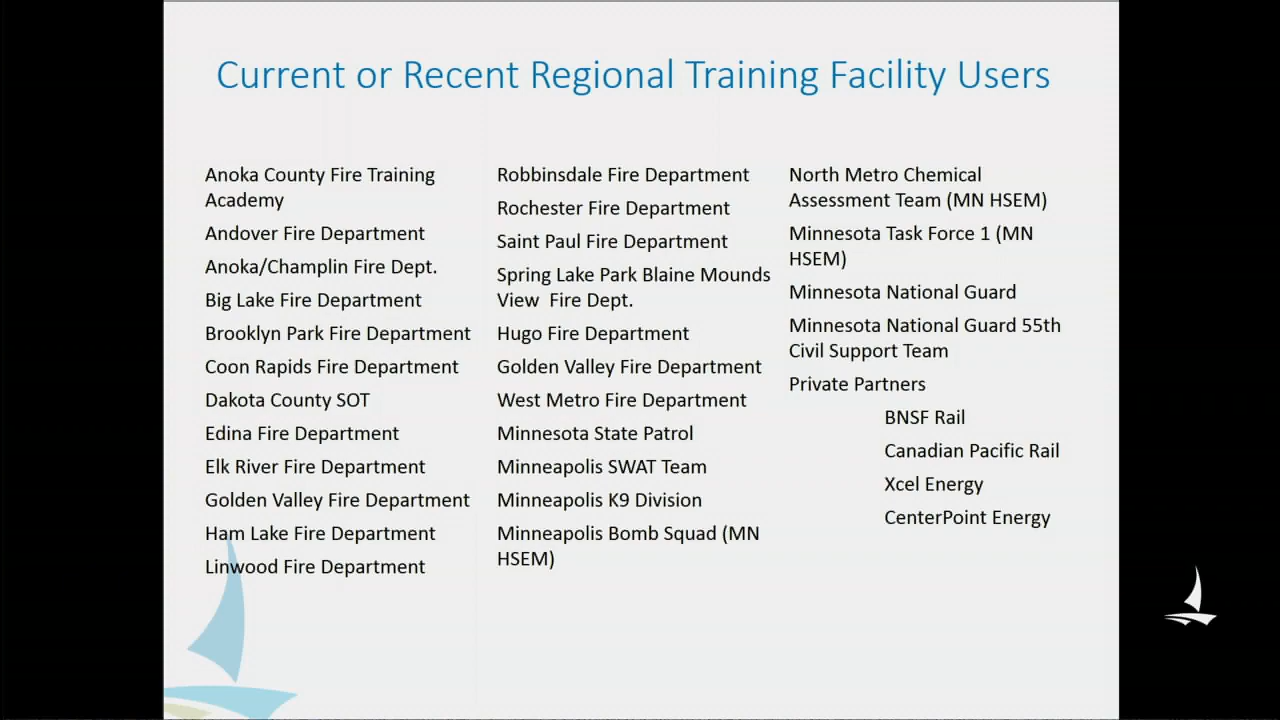 Current or Recent Regional Training Facility Users
Anoka County Fire Training
Academy
Andover Fire Department
Anoka/Champlin Fire Dept.
Big Lake Fire Department
Brooklyn Park Fire Department
Coon Rapids Fire Department
Dakota County SOT
Edina Fire Department
Elk River Fire Department
Golden Valley Fire Department
Ham Lake Fire Department
Linwood Fire Department
Robbinsdale Fire Department
Rochester Fire Department
Saint Paul Fire Department
Spring Lake Park Blaine Mounds
View  Fire Dept.
Hugo Fire Department
Golden Valley Fire Department
West Metro Fire Department
Minnesota State Patrol
Minneapolis SWAT Team
Minneapolis K9 Division
Minneapolis Bomb Squad (MN
HSEM)
North Metro Chemical
Assessment Team (MN HSEM)
Minnesota Task Force 1 (MN
HSEM)
Minnesota National Guard
Minnesota National Guard 55th
Civil Support Team
Private Partners
BNSF Rail
Canadian Pacific Rail
Xcel Energy
CenterPoint Energy